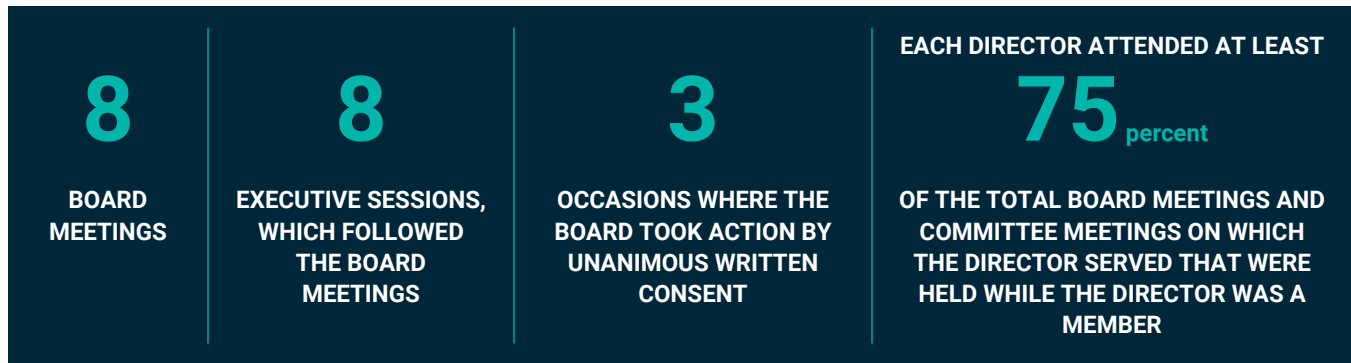 8
BOARD
MEETINGS
8
EXECUTIVE SESSIONS,
WHICH FOLLOWED
THE BOARD
MEETINGS
3
OCCASIONS WHERE THE
BOARD TOOK ACTION BY
UNANIMOUS WRITTEN
CONSENT
EACH DIRECTOR ATTENDED AT LEAST
75 percent
OF THE TOTAL BOARD MEETINGS AND
COMMITTEE MEETINGS ON WHICH
THE DIRECTOR SERVED THAT WERE
HELD WHILE THE DIRECTOR WAS A
MEMBER